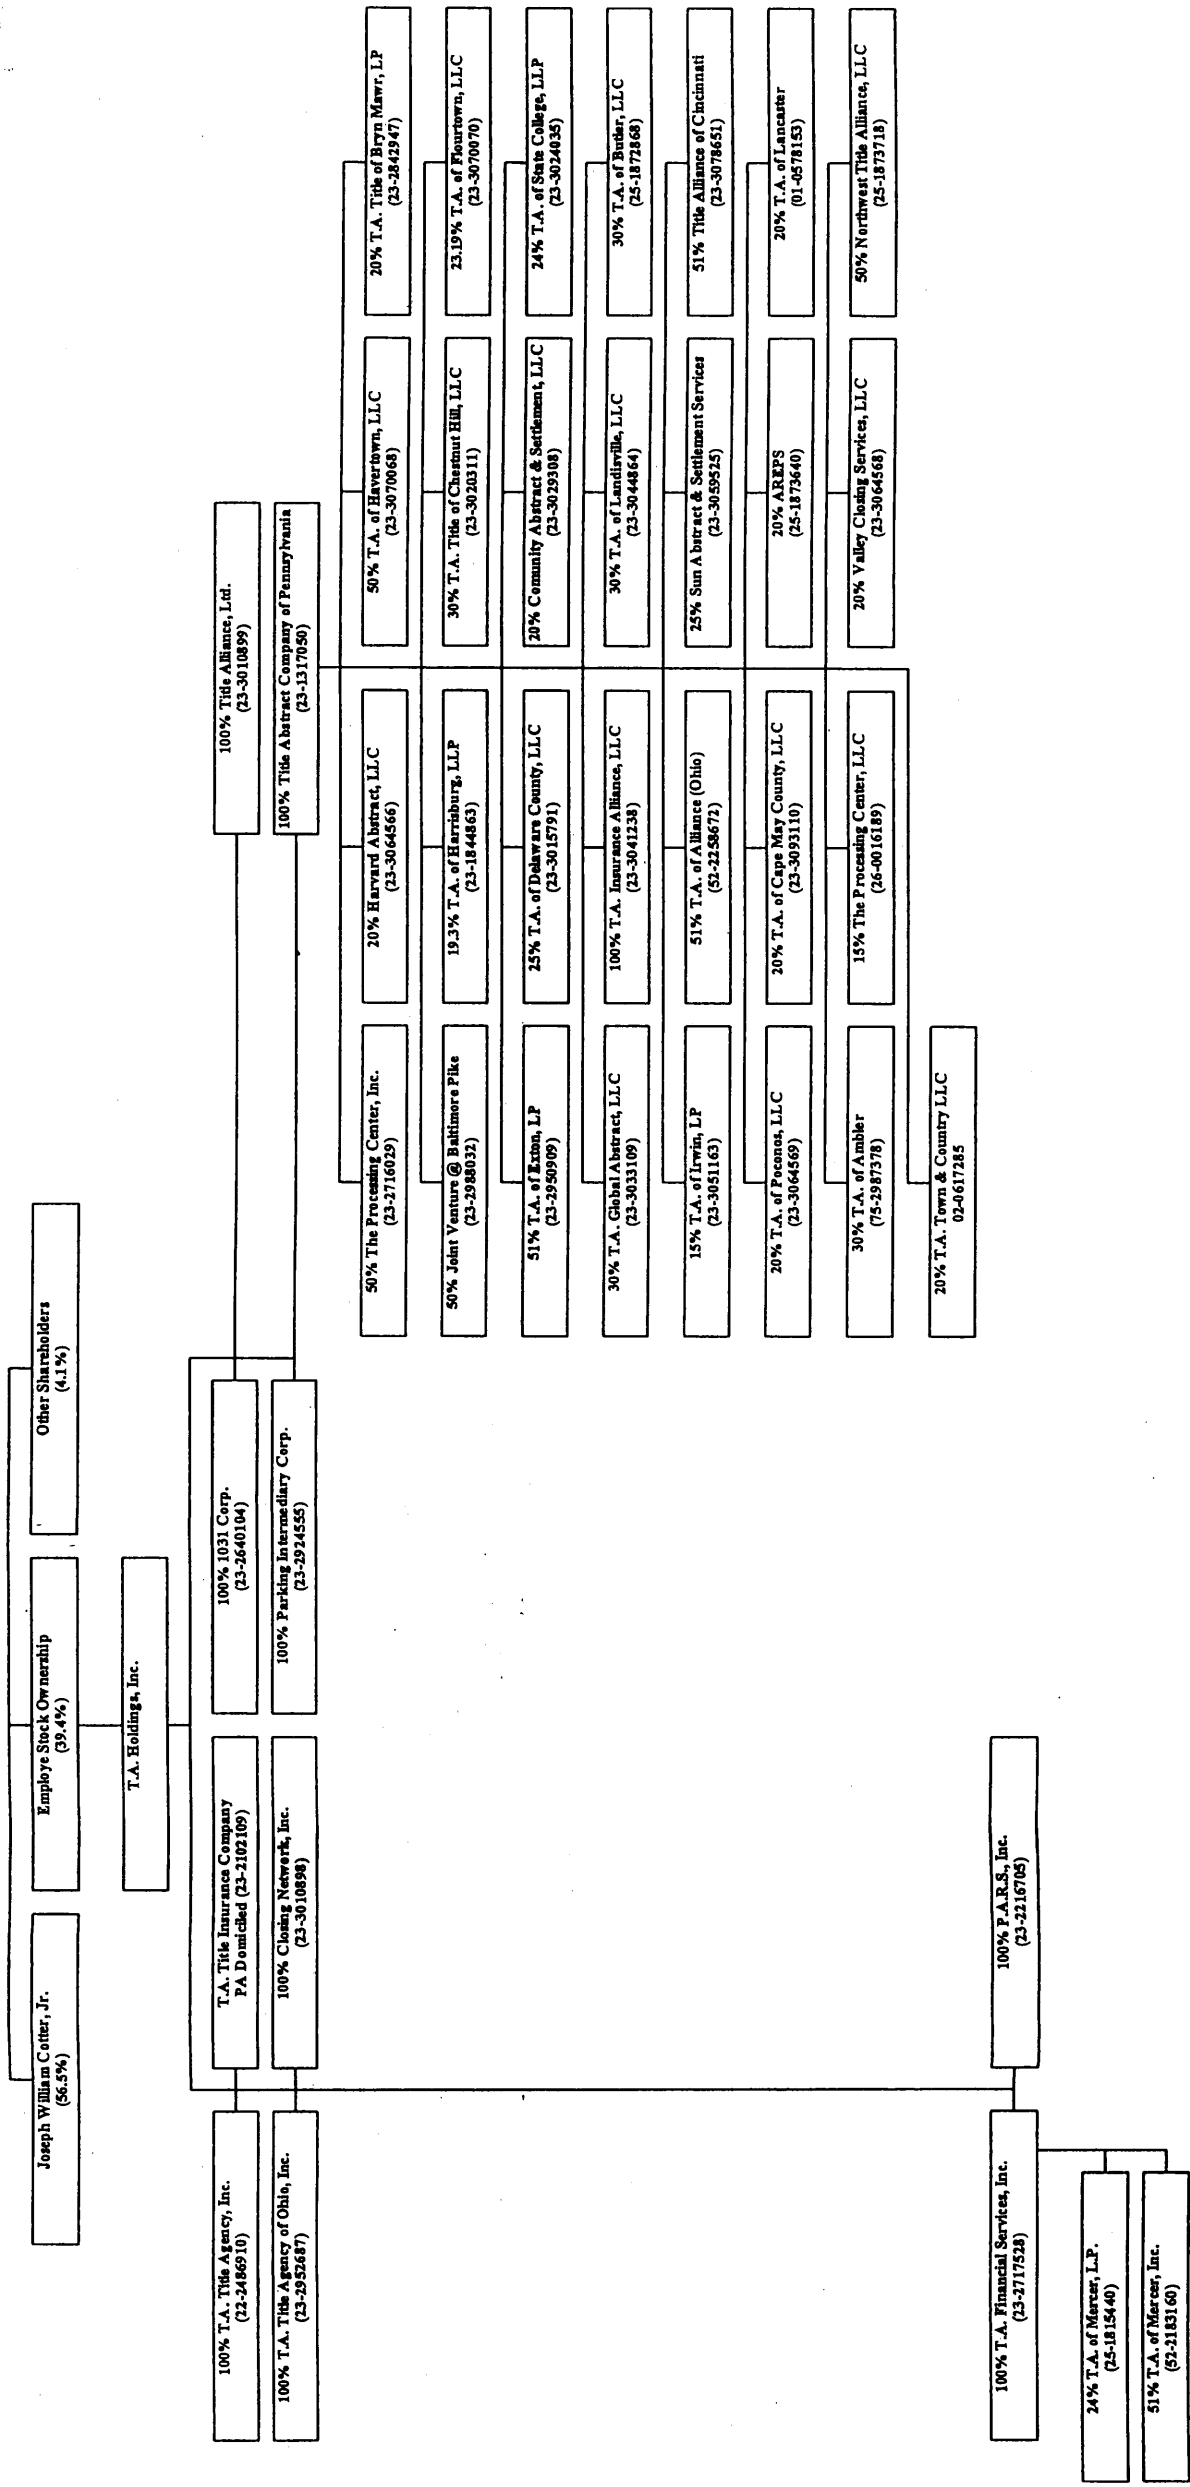 Joseph William Cotter, Jr.
(56.5%)
Employe Stock Ownership
(39.4%)
Other Shareholders
(4.1%)
T.A. Holdings, Inc.
100% T.A. Title Agency, Inc.
(22-2486910)
T.A. Title Insurance Company
PA Domiciled (23-2102109)
100% 1031 Corp.
(23-2640104)
100% Title Alliance, Ltd.
(23-3010899)
100% T.A. Title Agency of Ohio, Inc.
(23-2952687)
100% Closing Network, Inc.
(23-3010898)
100% Parking Intermediary Corp.
(23-2924555)
100% Title Abstract Company of Pennsylvania
(23-1317050)
50% The Processing Center, Inc.
(23-2716029)
20% Harvard Abstract, LLC
(23-3064566)
50% T.A. of Havertown, LLC
(23-3070068)
20% T.A. Title of Bryn Mawr, LP
(23-2842947)
50% Joint Venture @ Baltimore Pike
(23-2988032)
19.3% T.A. of Harrisburg, LLP
(23-1844863)
30% T.A. Title of Chestnut Hill, LLC
(23-3020311)
23.19% T.A. of Flourtown, LLC
(23-3070070)
51% T.A. of Exton, LP
(23-2950909)
25% T.A. of Delaware County, LLC
(23-3015791)
20% Comunity Abstract & Settlement, LLC
(23-3029308)
24% T.A. of State College, LLP
(23-3024035)
30% T.A. Global Abstract, LLC
(23-3033109)
100% T.A. Insurance Alliance, LLC
(23-3041238)
30% T.A. of Landisville, LLC
(23-3044864)
30% T.A. of Butler, LLC
(25-1872868)
15% T.A. of Irwin, LP
(23-3051163)
51% T.A. of Alliance (Ohio)
(52-2258672)
25% Sun Abstract & Settlement Services
(23-3059525)
51% Title Alliance of Cincinnati
(23-3078651)
20% T.A. of Poconos, LLC
(23-3064569)
20% T.A. of Cape May County, LLC
(23-3093110)
20% AREPS
(25-1873640)
20% T.A. of Lancaster
(01-0578153)
30% T.A. of Ambler
(75-2987378)
15% The Processing Center, LLC
(26-0016189)
20% Valley Closing Services, LLC
(23-3064568)
50% Northwest Title Alliance, LLC
(25-1873718)
20% T.A. Town & Country LLC
02-0617285
100% T.A. Financial Services, Inc.
(23-2717528)
100% P.A.R.S., Inc.
(23-2216705)
24% T.A. of Mercer, L.P.
(25-1815440)
51% T.A. of Mercer, Inc.
(52-2183160)